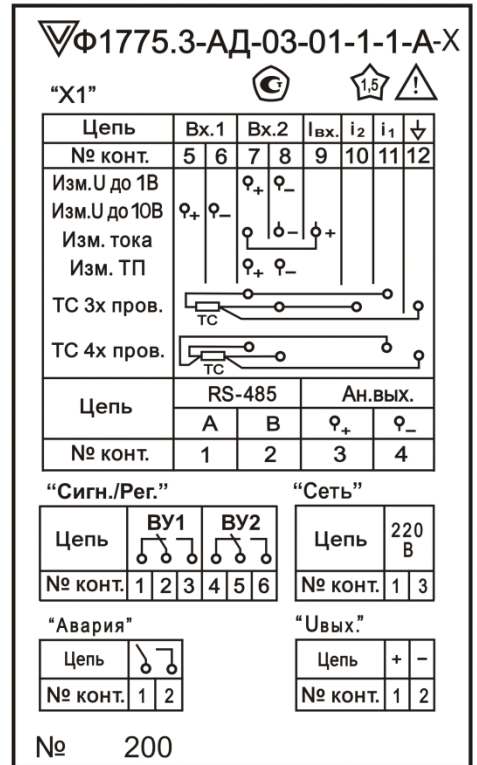 Ф1775.3-АД-03-01-1-1-А-Х
“X1”
1,5
!
Цепь Вх.1 Вх.2 Iвх. i2 i1
№ конт. 5 6 7 8 9 10 11 12
Изм.U до 1В + −
Изм.U до 10В + −
Изм. тока − +
Изм. ТП + −
ТС 3х пров. ТС
ТС 4х пров. ТС
Цепь RS-485 Ан.вых.
А В + −
№ конт. 1 2 3 4
“Сигн./Рег.”
Цепь ВУ1 ВУ2
№ конт. 1 2 3 4 5 6
“Сеть”
Цепь 220 В
№ конт. 1 3
“Авария”
Цепь
№ конт. 1 2
“Uвых.”
Цепь + −
№ конт. 1 2
№ 200